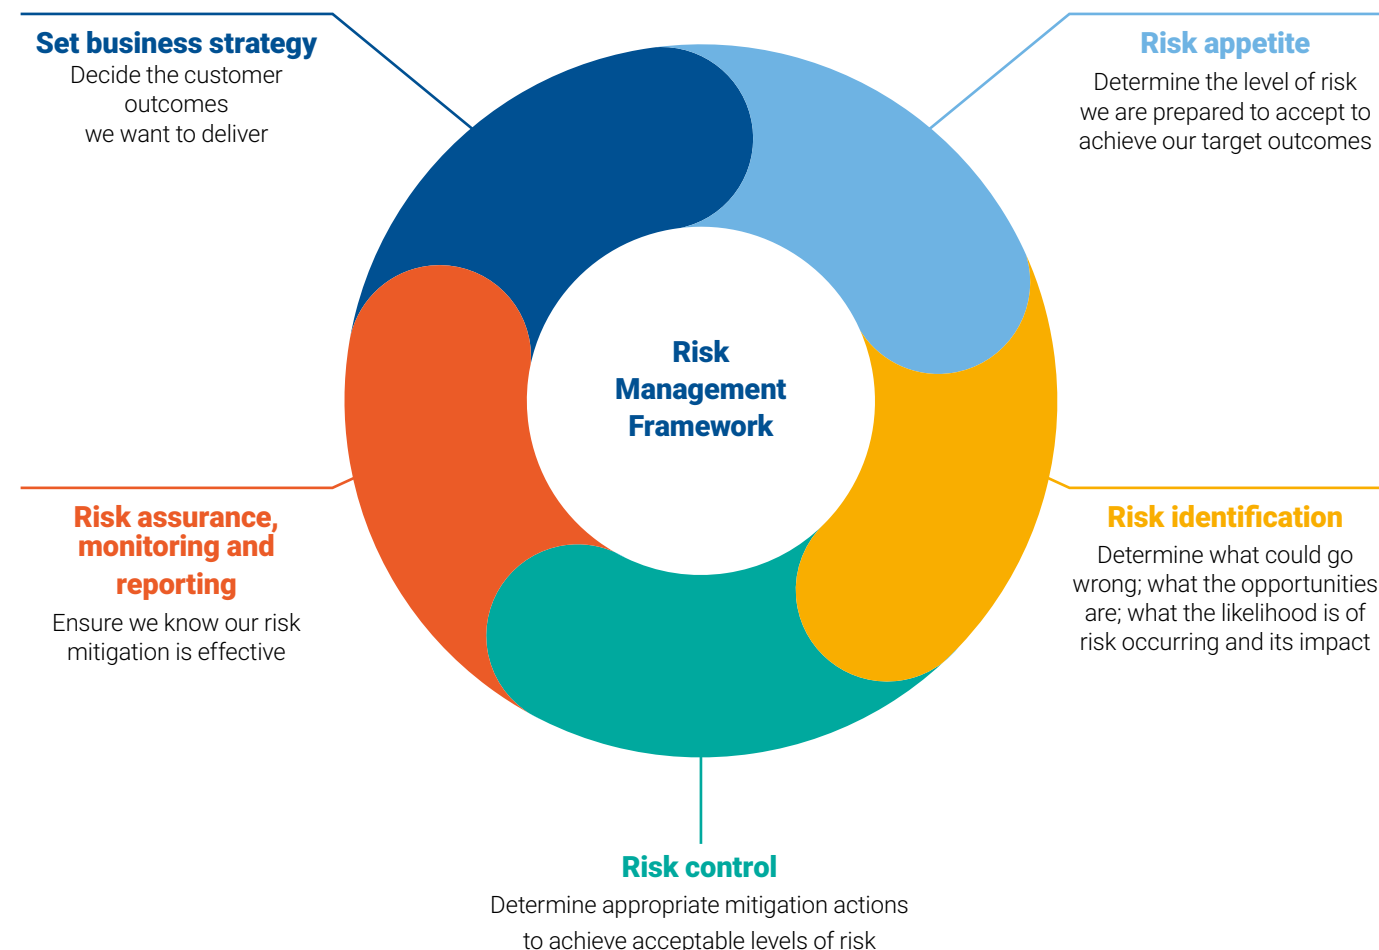 Set business strategy
Decide the customer
outcomes
we want to deliver
Risk appetite
Determine the level of risk
we are prepared to accept to
achieve our target outcomes
Risk
Management
Framework
Risk assurance,
monitoring and
reporting
Ensure we know our risk
mitigation is effective
Risk identification
Determine what could go
wrong; what the opportunities
are; what the likelihood is of
risk occurring and its impact
Risk control
Determine appropriate mitigation actions
to achieve acceptable levels of risk